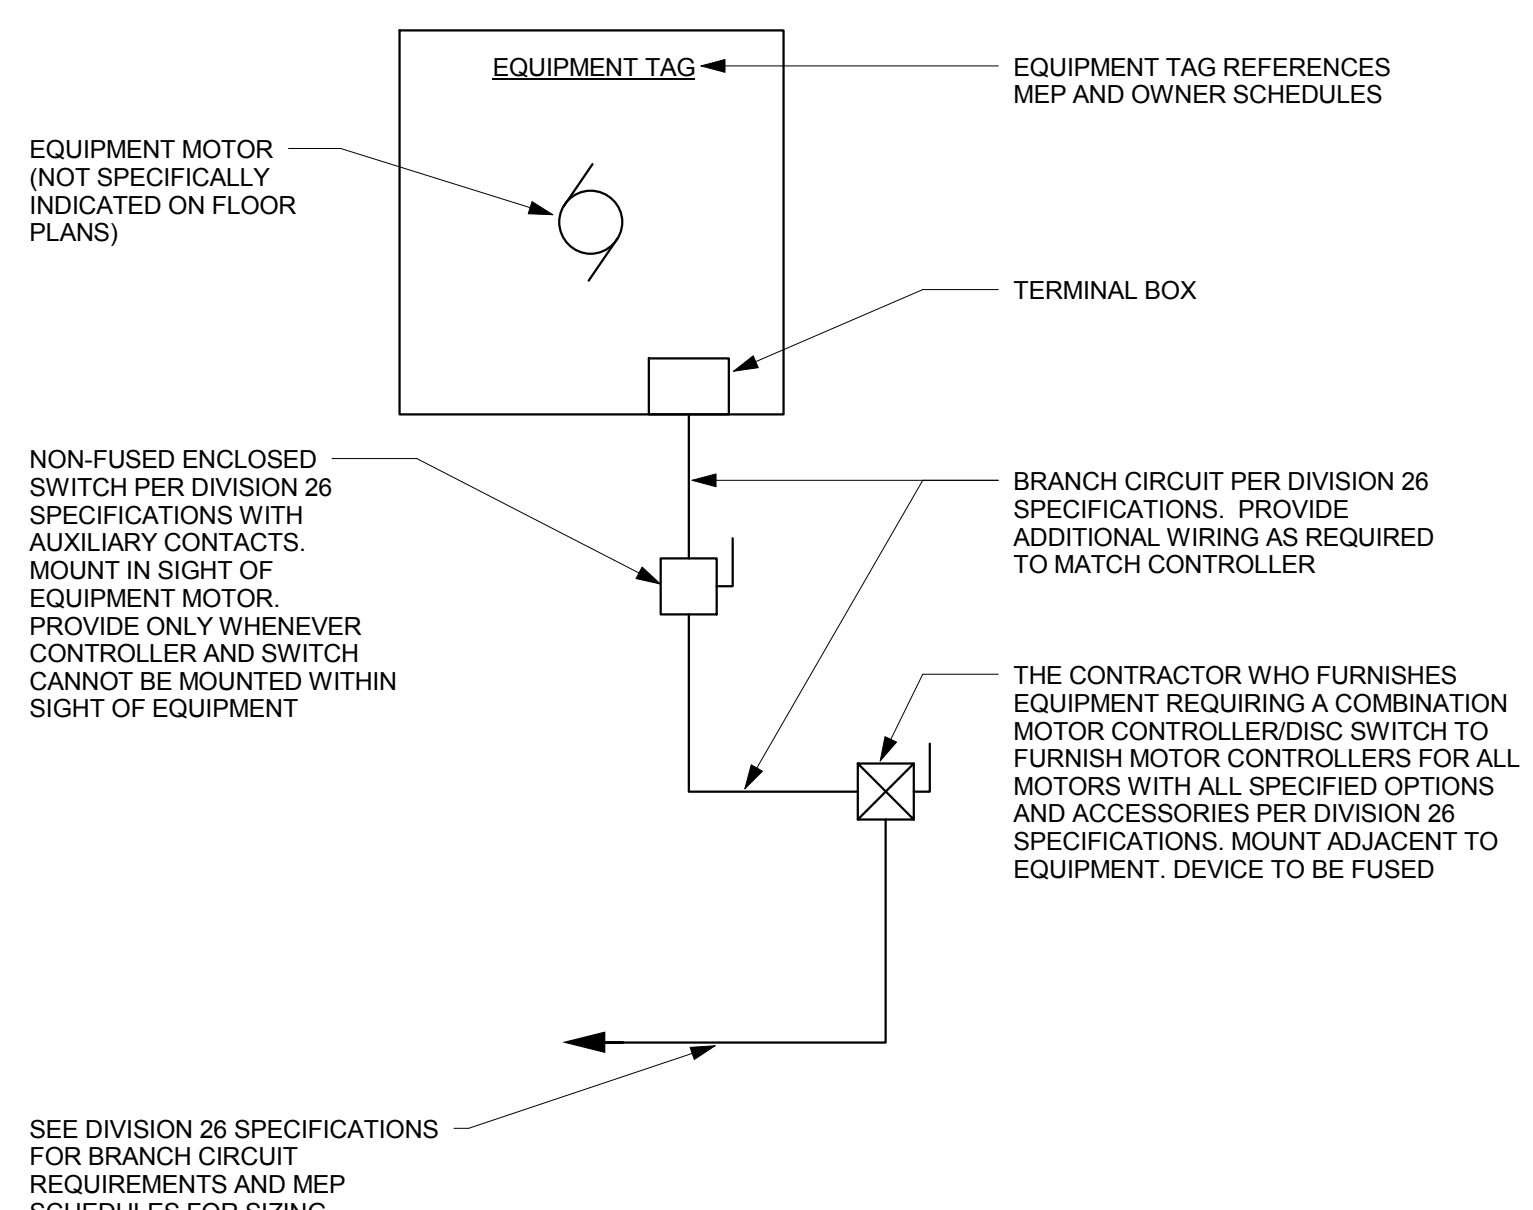 EQUIPMENT TAG
EQUIPMENT TAG REFERENCES
MEP AND OWNER SCHEDULES
EQUIPMENT MOTOR
(NOT SPECIFICALLY
INDICATED ON FLOOR
PLANS)
TERMINAL BOX
NON-FUSED ENCLOSED
SWITCH PER DIVISION 26
SPECIFICATIONS WITH
AUXILIARY CONTACTS.
MOUNT IN SIGHT OF
EQUIPMENT MOTOR.
PROVIDE ONLY WHENEVER
CONTROLLER AND SWITCH
CANNOT BE MOUNTED WITHIN
SIGHT OF EQUIPMENT
BRANCH CIRCUIT PER DIVISION 26
SPECIFICATIONS. PROVIDE
ADDITIONAL WIRING AS REQUIRED
TO MATCH CONTROLLER
THE CONTRACTOR WHO FURNISHES
EQUIPMENT REQUIRING A COMBINATION
MOTOR CONTROLLER/DISC SWITCH TO
FURNISH MOTOR CONTROLLERS FOR ALL
MOTORS WITH ALL SPECIFIED OPTIONS
AND ACCESSORIES PER DIVISION 26
SPECIFICATIONS. MOUNT ADJACENT TO
EQUIPMENT. DEVICE TO BE FUSED
SEE DIVISION 26 SPECIFICATIONS
FOR BRANCH CIRCUIT
REQUIREMENTS AND MEP
SCHEDULES FOR SIZING